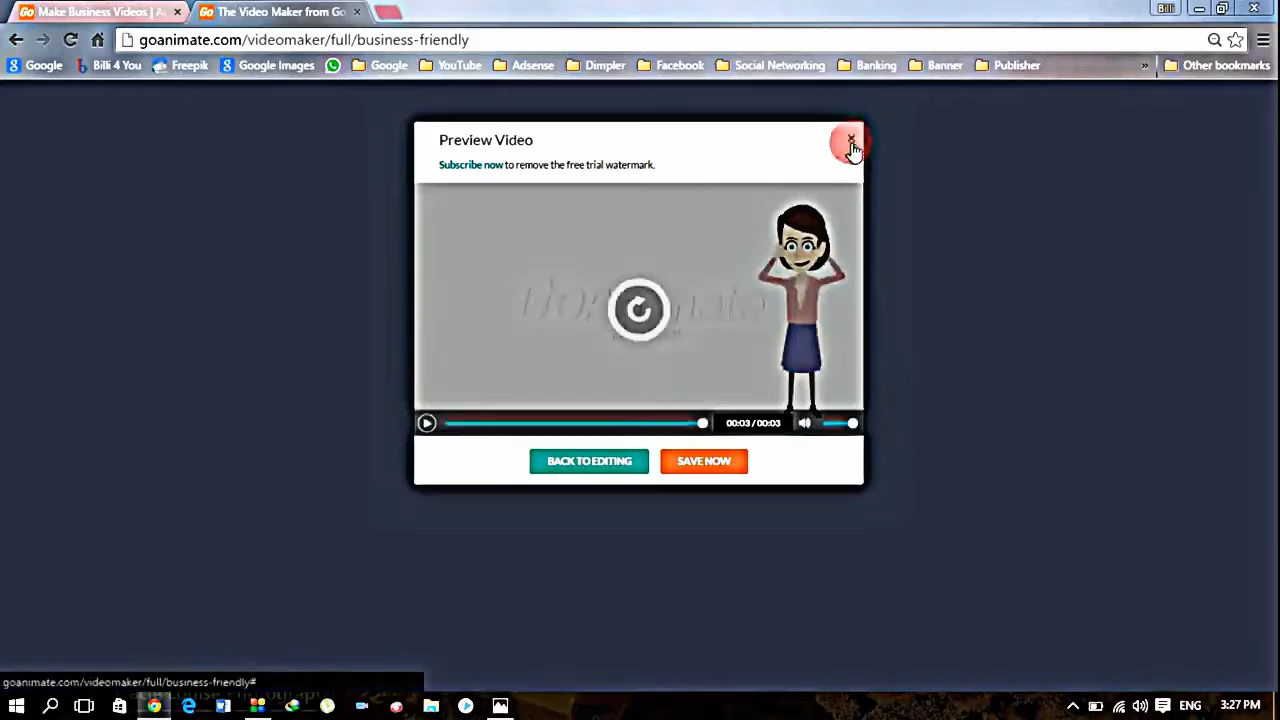 Go Make Business Videos | A
Go The Video Maker from Go
Billi
goanimate.com/videomaker/full/business-friendly
Google Billi 4 You Freepik Google Images Google YouTube Adsense Dimpler Facebook Social Networking Banking Banner Publisher » Other bookmarks
Preview Video
Subscribe now to remove the free trial watermark.
00:03 / 00:03
BACK TO EDITING SAVE NOW
goanimate.com/videomaker/full/business-friendly#
ENG 3:27 PM